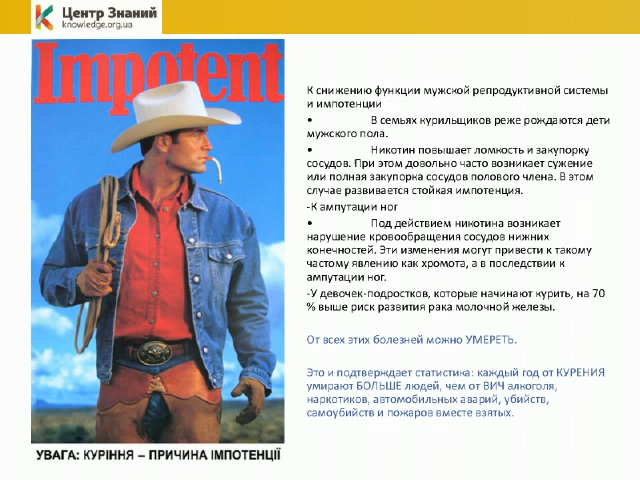 Центр Знаний
knowledge.org.ua
Impotent
К снижению функции мужской репродуктивной системы
и импотенции
• В семьях курильщиков реже рождаются дети
мужского пола.
• Никотин повышает ломкость и закупорку
сосудов. При этом довольно часто возникает сужение
или полная закупорка сосудов полового члена. В этом
случае развивается стойкая импотенция.
-К ампутации ног
• Под действием никотина возникает
нарушение кровообращения сосудов нижних
конечностей. Эти изменения могут привести к такому
частому явлению как хромота, а в последствии к
ампутации ног.
-У девочек-подростков, которые начинают курить, на 70
% выше риск развития рака молочной железы.
От всех этих болезней можно УМЕРЕТЬ.
Это и подтверждает статистика: каждый год от КУРЕНИЯ
умирают БОЛЬШЕ людей, чем от ВИЧ алкоголя,
наркотиков, автомобильных аварий, убийств,
самоубийств и пожаров вместе взятых.
УВАГА: КУРІННЯ – ПРИЧИНА ІМПОТЕНЦІЇ